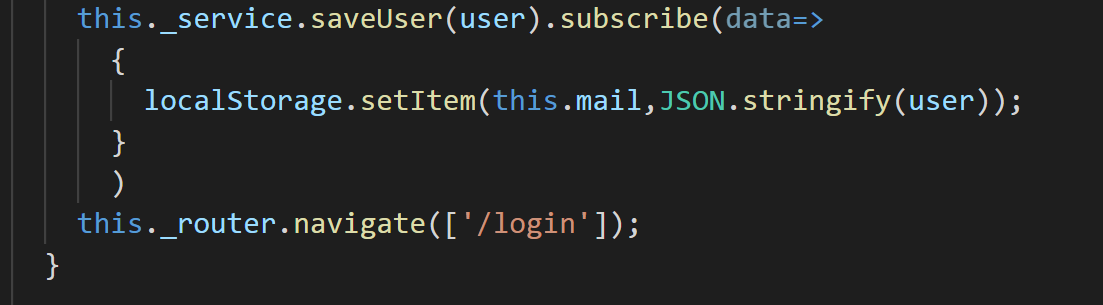 this._service.saveUser(user).subscribe(data=>
{
localStorage.setItem(this.mail,JSON.stringify(user));
}
)
this._router.navigate(['/login']);
}